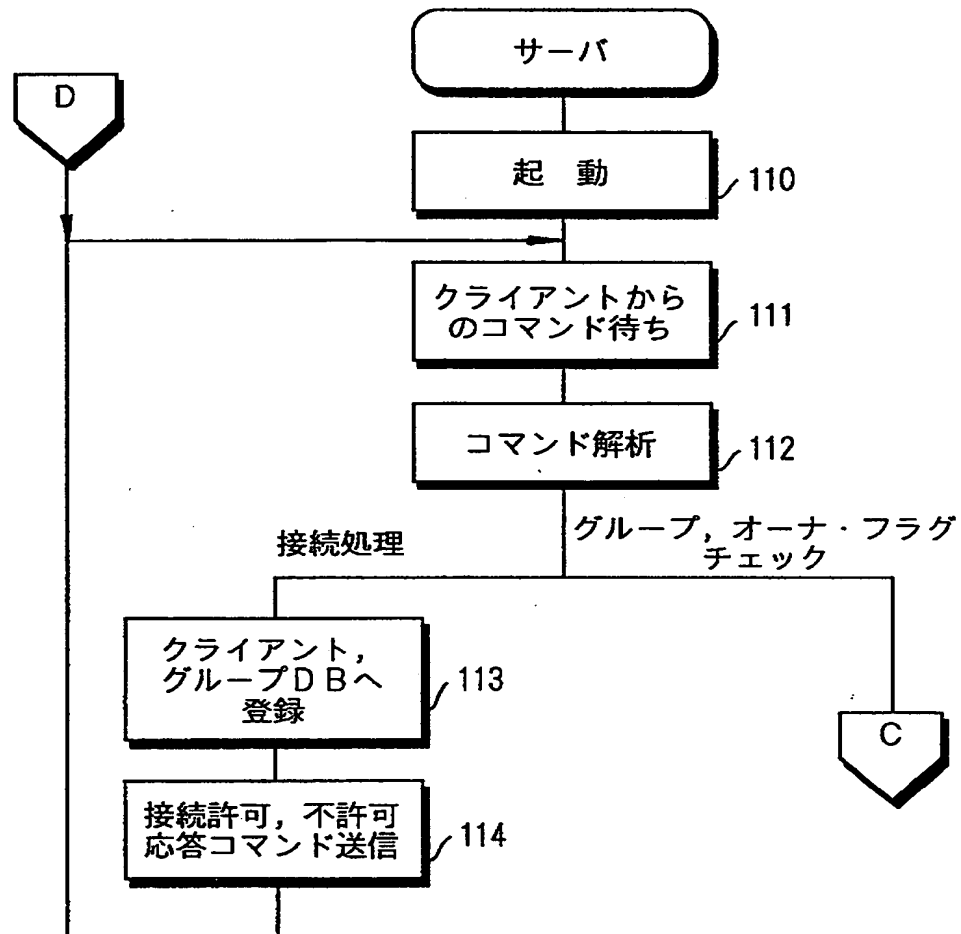 サーバ
D
起 動
110
クライアントから
のコマンド待ち
111
コマンド解析
112
接続処理
グループ，オーナ・フラグ
チェック
クライアント，
グループＤＢへ
登録
113
C
接続許可，不許可
応答コマンド送信
114